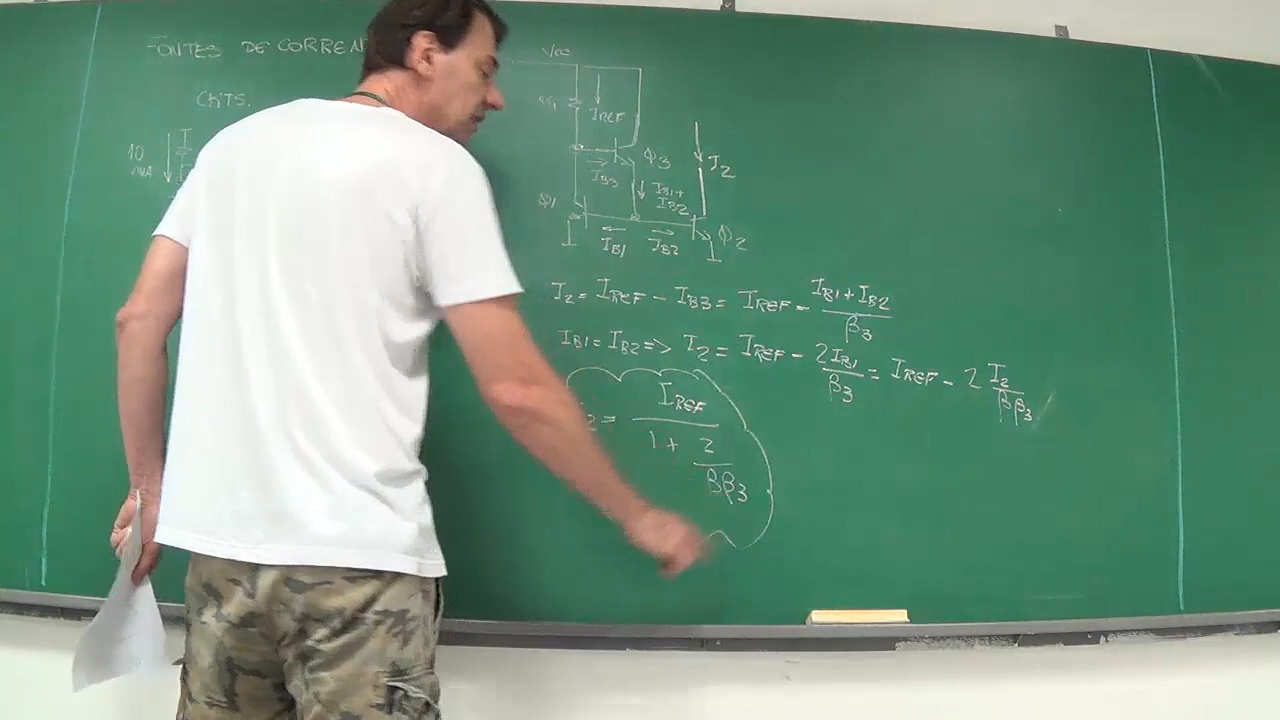 FONTES DE CORREN
Vcc
CKTS.
IREF
10
mA
Φ3
I2
IB3
IB1+
IB2
Φ1
Φ2
IB1
IB2
I2 = IREF - IB3 = IREF - (IB1 + IB2)/β3
IB1 = IB2 => I2 = IREF - 2IB1/β3 = IREF - 2 I2/ββ3
2 = IREF/(1 + 2/ββ3)